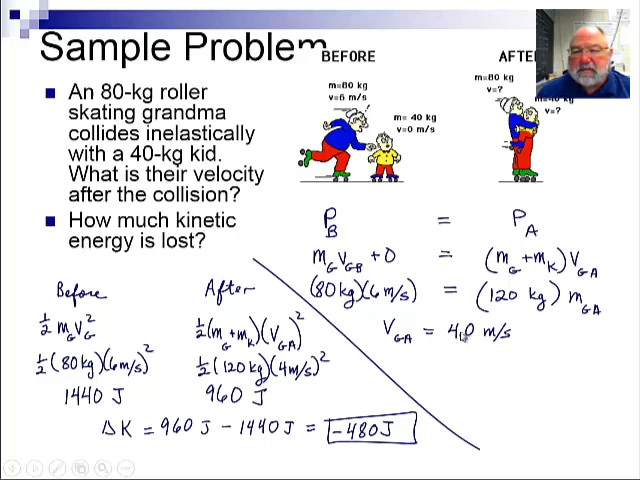 Sample Problem
An 80-kg roller
skating grandma
collides inelastically
with a 40-kg kid.
What is their velocity
after the collision?
How much kinetic
energy is lost?
BEFORE
m=80 kg
v=6 m/s
m= 40 kg
v=0 m/s
AFTER
m=80 kg
v=?
m=40 kg
v=?
P_B = P_A
m_G v_GB + 0 = (m_G + m_K) V_GA
(80 kg)(6 m/s) = (120 kg) m_GA
V_GA = 4.0 m/s
Before
½ m_G V_G²
½ (80 kg)(6 m/s)²
1440 J
After
½ (m_G + m_K)(V_GA)²
½ (120 kg)(4 m/s)²
960 J
ΔK = 960 J − 1440 J = −480 J